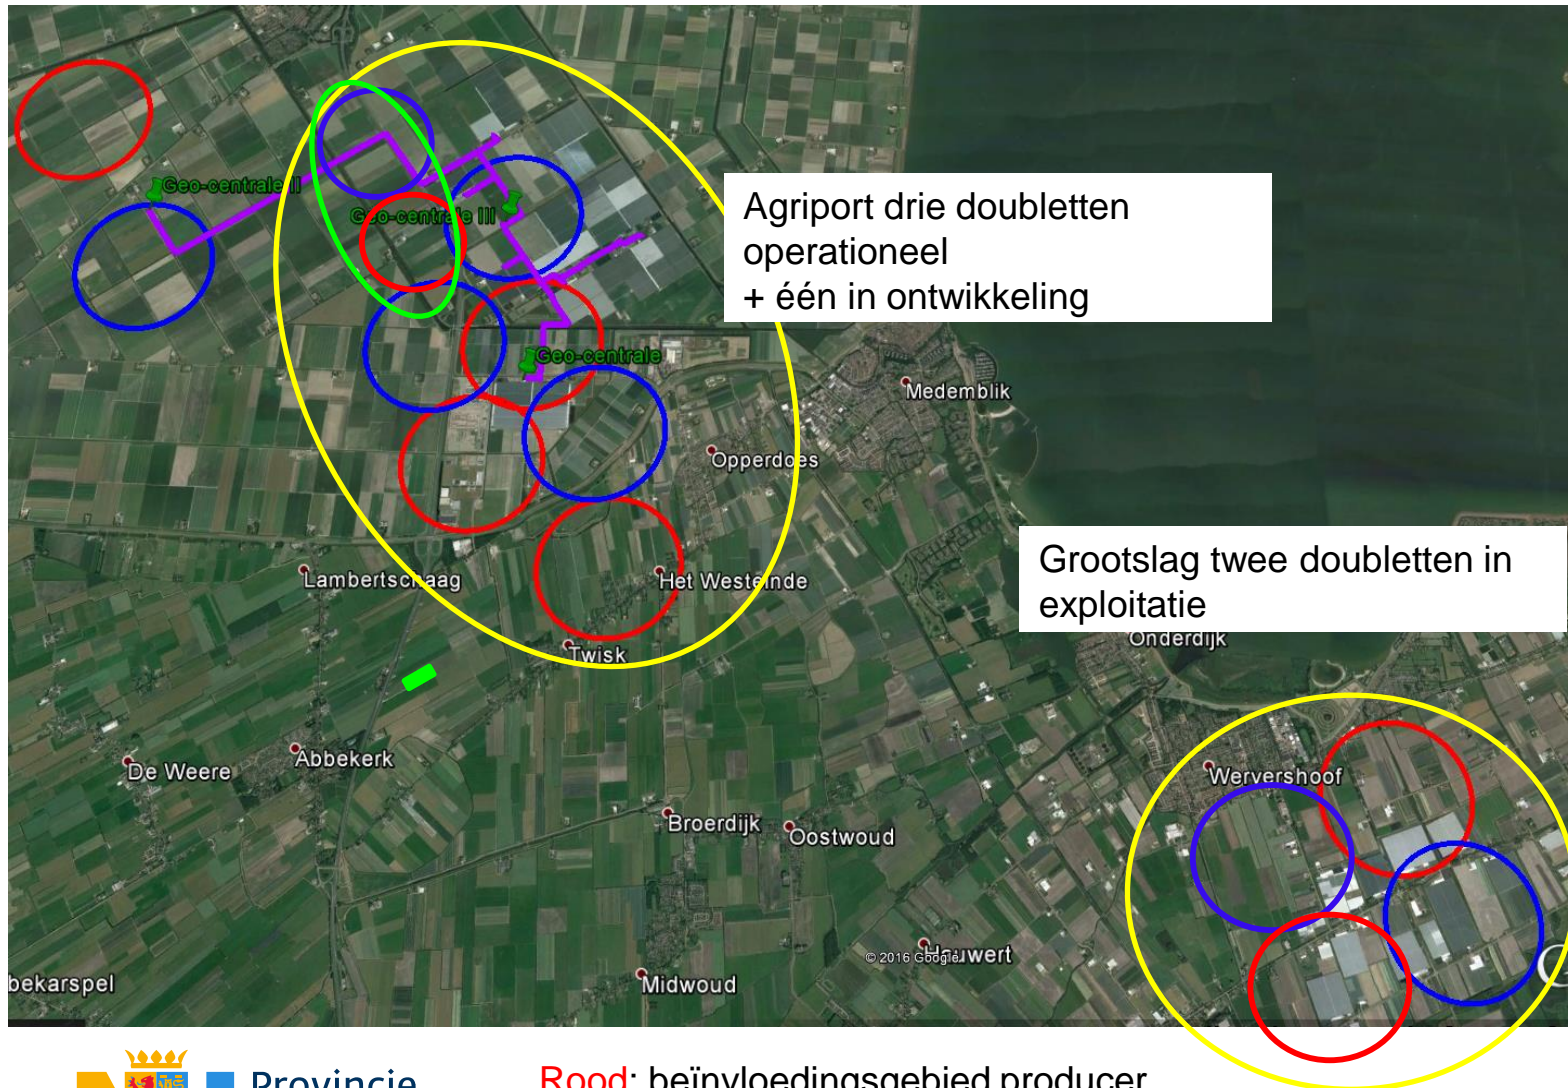 Geo-centrale II
Geo-centrale III
Agriport drie doubletten
operationeel
+ één in ontwikkeling
Geo-centrale
Medemblik
Opperdoes
Grootslag twee doubletten in
exploitatie
Lambertschaag
Het Westeinde
Onderdijk
Twisk
Abbekerk
De Weere
Wervershoof
Broerdijk
Oostwoud
Hauwert
© 2016 Google
bekarspel
Midwoud
Provincie
Rood: beïnvloedingsgebied producer